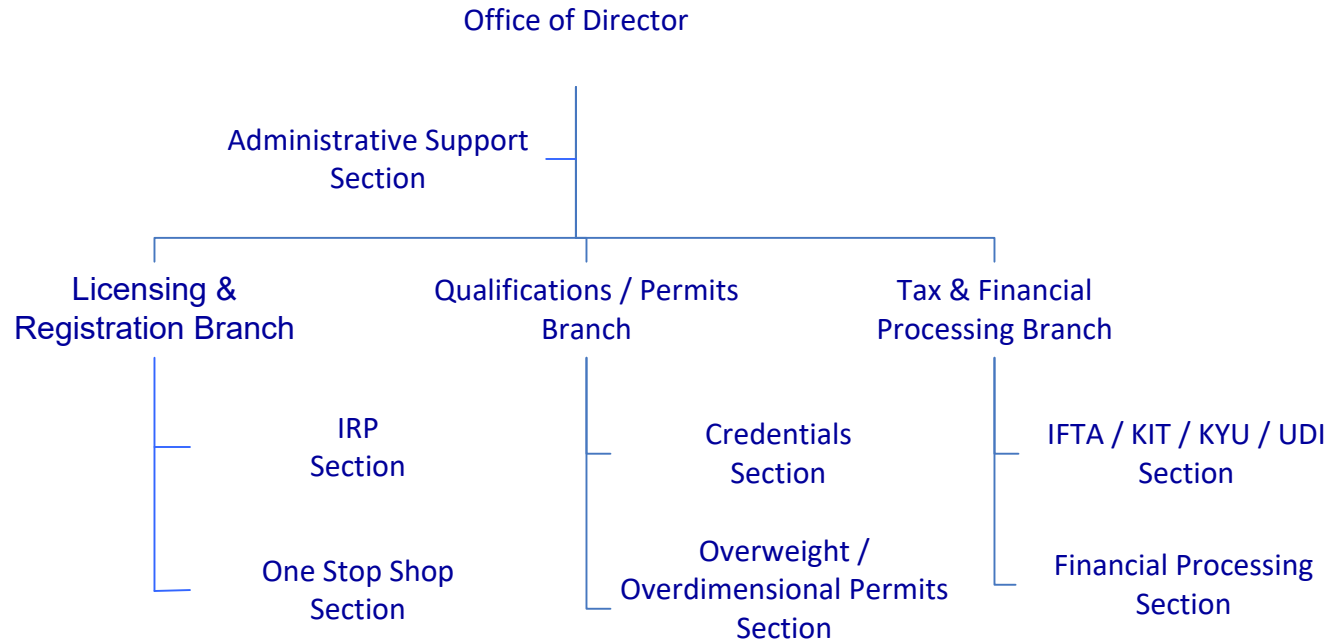 Office of Director
Administrative Support
Section
Licensing &
Registration Branch
Qualifications / Permits
Branch
Tax & Financial
Processing Branch
IRP
Section
Credentials
Section
IFTA / KIT / KYU / UDI
Section
One Stop Shop
Section
Overweight /
Overdimensional Permits
Section
Financial Processing
Section